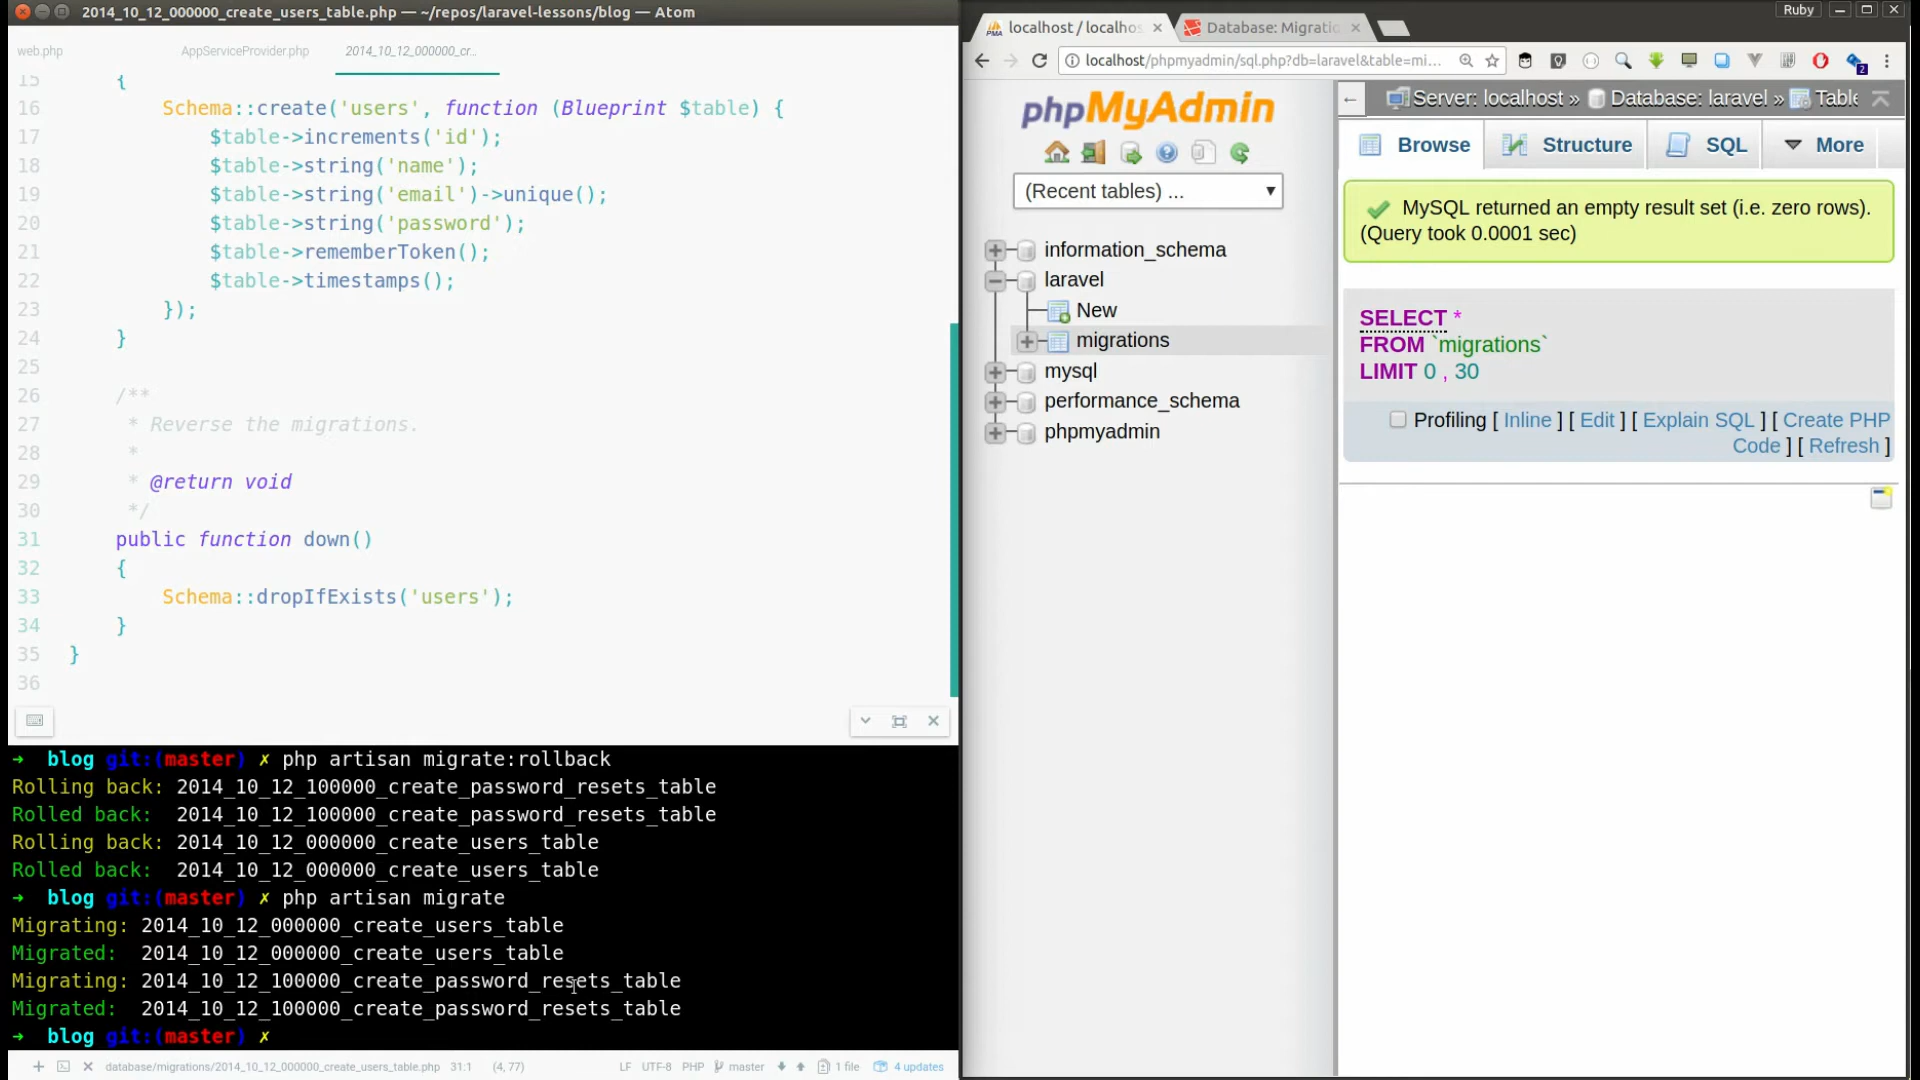 2014_10_12_000000_create_users_table.php — ~/repos/laravel-lessons/blog — Atom
web.php
AppServiceProvider.php
2014_10_12_000000_cr...
15 {
16 Schema::create('users', function (Blueprint $table) {
17 $table->increments('id');
18 $table->string('name');
19 $table->string('email')->unique();
20 $table->string('password');
21 $table->rememberToken();
22 $table->timestamps();
23 });
24 }
25
26 /**
27 * Reverse the migrations.
28 *
29 * @return void
30 */
31 public function down()
32 {
33 Schema::dropIfExists('users');
34 }
35 }
36
➜ blog git:(master) ✗ php artisan migrate:rollback
Rolling back: 2014_10_12_100000_create_password_resets_table
Rolled back: 2014_10_12_100000_create_password_resets_table
Rolling back: 2014_10_12_000000_create_users_table
Rolled back: 2014_10_12_000000_create_users_table
➜ blog git:(master) ✗ php artisan migrate
Migrating: 2014_10_12_000000_create_users_table
Migrated: 2014_10_12_000000_create_users_table
Migrating: 2014_10_12_100000_create_password_resets_table
Migrated: 2014_10_12_100000_create_password_resets_table
➜ blog git:(master) ✗
database/migrations/2014_10_12_000000_create_users_table.php 31:1 (4, 77) LF UTF-8 PHP master 1 file 4 updates
Ruby
localhost / localhos
Database: Migratio
localhost/phpmyadmin/sql.php?db=laravel&table=mi...
2
phpMyAdmin
(Recent tables) ...
information_schema
laravel
New
migrations
mysql
performance_schema
phpmyadmin
Server: localhost » Database: laravel » Table
Browse Structure SQL More
MySQL returned an empty result set (i.e. zero rows).
(Query took 0.0001 sec)
SELECT *
FROM `migrations`
LIMIT 0 , 30
Profiling [ Inline ] [ Edit ] [ Explain SQL ] [ Create PHP
Code ] [ Refresh ]